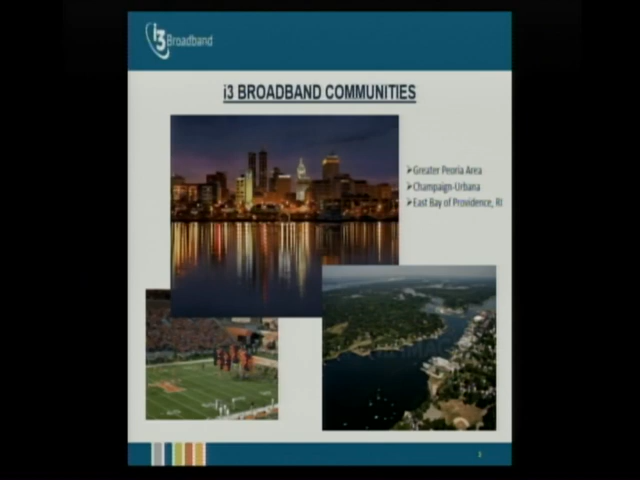 i3
Broadband
i3 BROADBAND COMMUNITIES
➢Greater Peoria Area
➢Champaign-Urbana
➢East Bay of Providence, RI